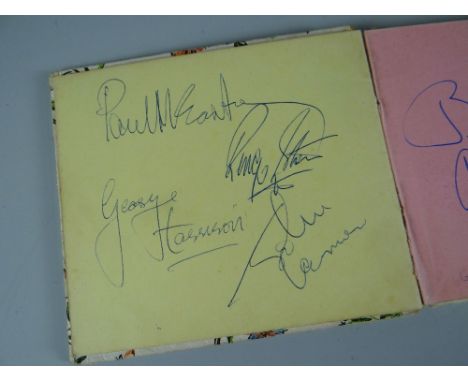 Paul McCartney
Ringo Starr
George
Harrison
John
Lennon
B